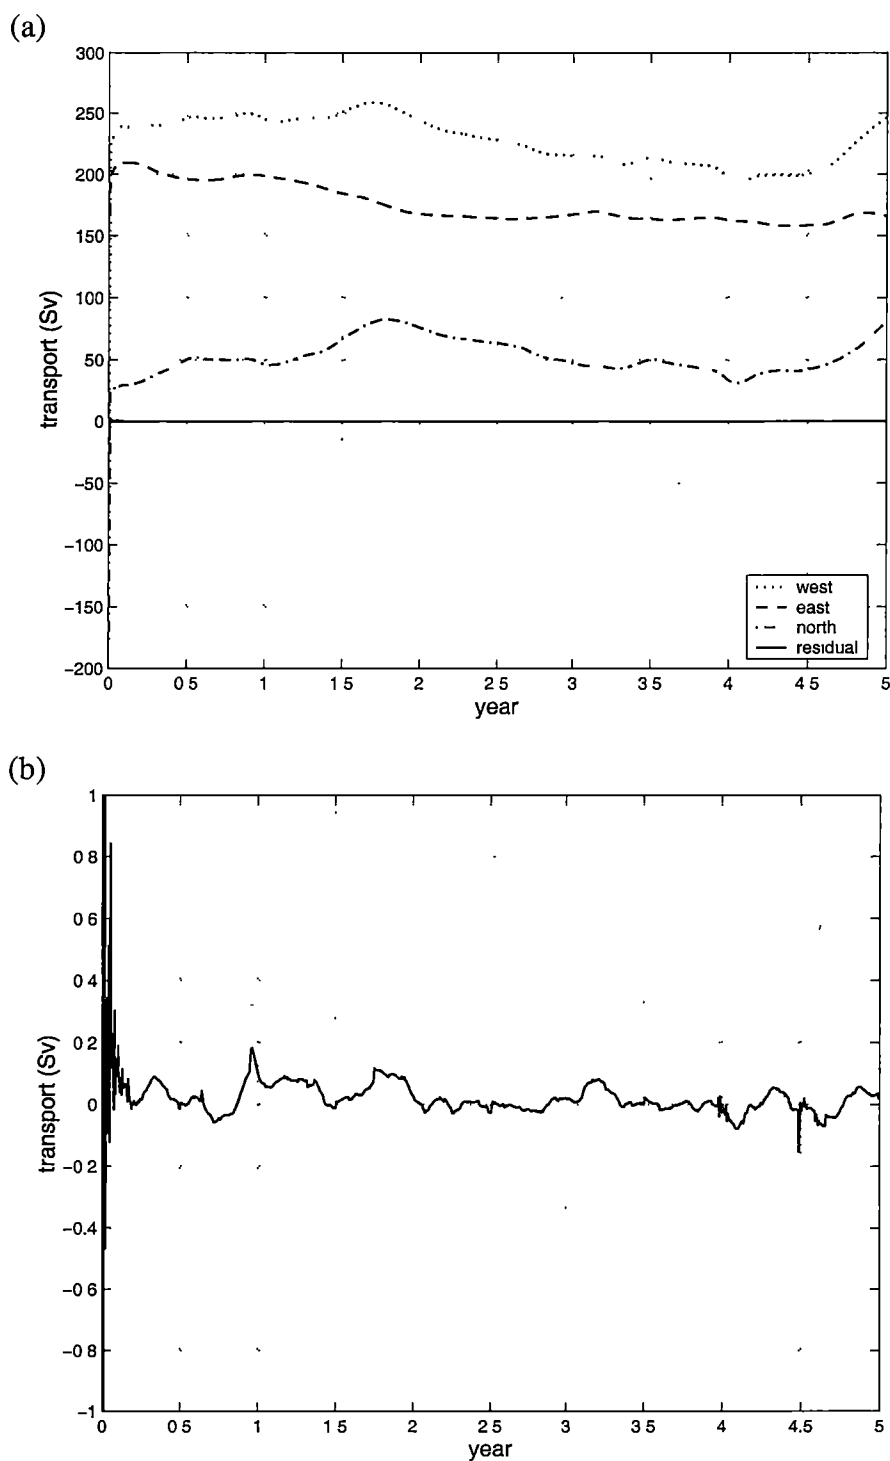 (a)
300
250
200
150
100
50
0
−50
−100
−150
−200
transport (Sv)
west
east
north
residual
0 0 5 1 1 5 2 2 5 3 3 5 4 4 5 5
year
(b)
1
0 8
0 6
0 4
0 2
0
−0 2
−0.4
−0 6
−0 8
−1
transport (Sv)
0 0 5 1 1 5 2 2 5 3 3 5 4 4.5 5
year